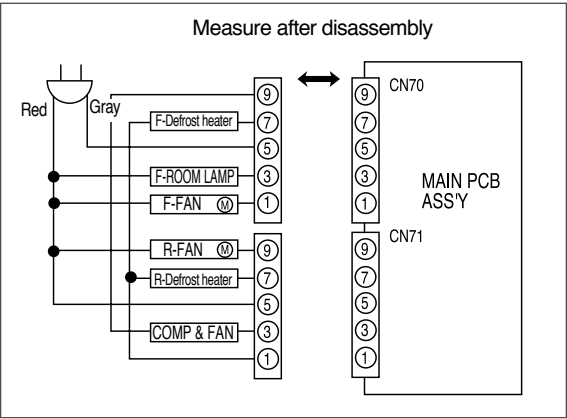 Measure after disassembly
Red
Gray
F-Defrost heater
F-ROOM LAMP
F-FAN M
R-FAN M
R-Defrost heater
COMP & FAN
9
7
5
3
1
9
7
5
3
1
CN70
9
7
5
3
1
CN71
9
7
5
3
1
MAIN PCB
ASS'Y